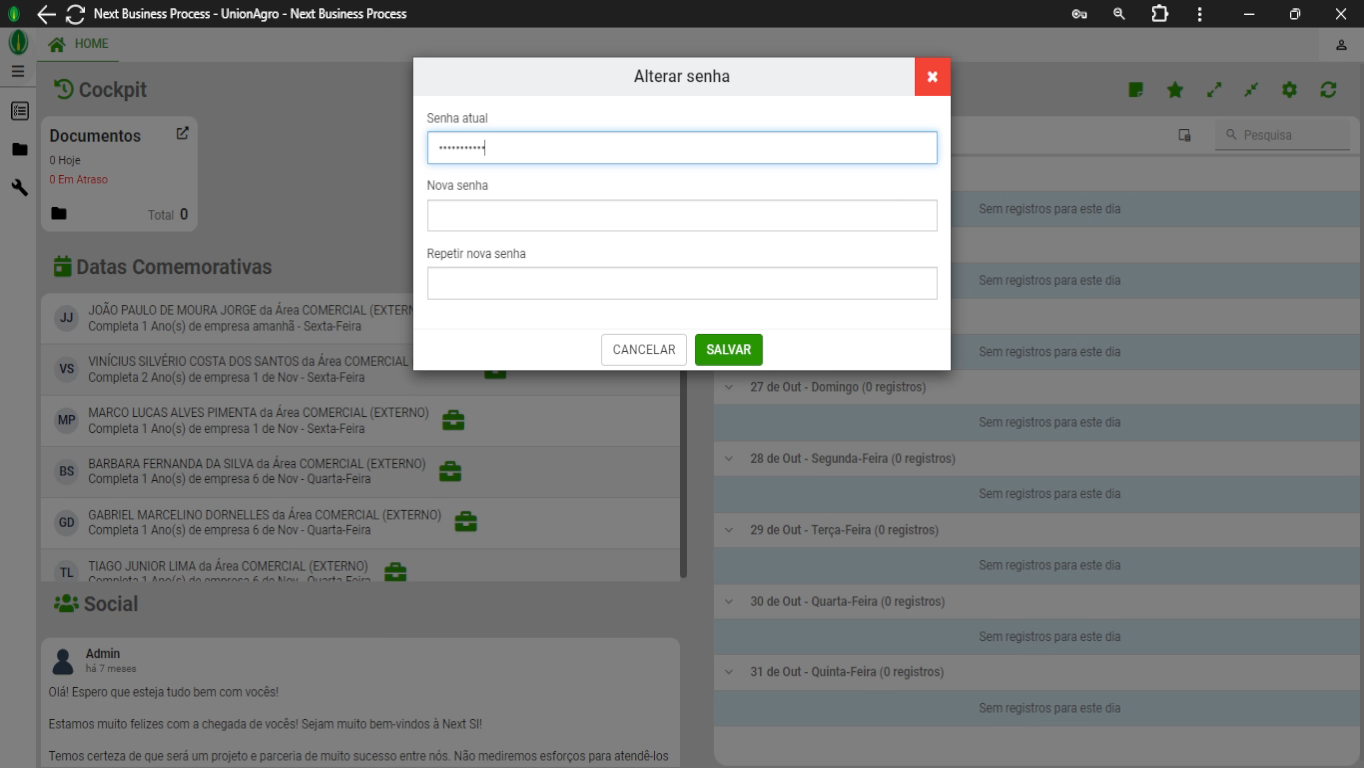 Next Business Process - UnionAgro - Next Business Process
HOME
Cockpit
Documentos
0 Hoje
0 Em Atraso
Total 0
Datas Comemorativas
JJ
JOÃO PAULO DE MOURA JORGE da Área COMERCIAL (EXTERN
Completa 1 Ano(s) de empresa amanhã - Sexta-Feira
VS
VINÍCIUS SILVÉRIO COSTA DOS SANTOS da Área COMERCIAL
Completa 2 Ano(s) de empresa 1 de Nov - Sexta-Feira
MP
MARCO LUCAS ALVES PIMENTA da Área COMERCIAL (EXTERNO)
Completa 1 Ano(s) de empresa 1 de Nov - Sexta-Feira
BS
BARBARA FERNANDA DA SILVA da Área COMERCIAL (EXTERNO)
Completa 1 Ano(s) de empresa 6 de Nov - Quarta-Feira
GD
GABRIEL MARCELINO DORNELLES da Área COMERCIAL (EXTERNO)
Completa 1 Ano(s) de empresa 6 de Nov - Quarta-Feira
TL
TIAGO JUNIOR LIMA da Área COMERCIAL (EXTERNO)
Completa 1 Ano(s) de empresa 6 de Nov - Quarta-Feira
Social
Admin
há 7 meses
Olá! Espero que esteja tudo bem com vocês!
Estamos muito felizes com a chegada de vocês! Sejam muito bem-vindos à Next SI!
Temos certeza de que será um projeto e parceria de muito sucesso entre nós. Não mediremos esforços para atendê-los
Alterar senha
Senha atual
Nova senha
Repetir nova senha
CANCELAR
SALVAR
Pesquisa
Sem registros para este dia
Sem registros para este dia
Sem registros para este dia
27 de Out - Domingo (0 registros)
Sem registros para este dia
28 de Out - Segunda-Feira (0 registros)
Sem registros para este dia
29 de Out - Terça-Feira (0 registros)
Sem registros para este dia
30 de Out - Quarta-Feira (0 registros)
Sem registros para este dia
31 de Out - Quinta-Feira (0 registros)
Sem registros para este dia